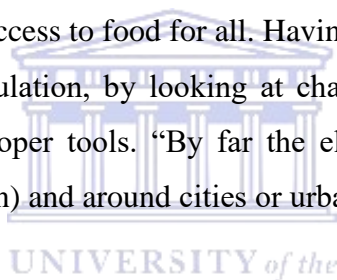 ccess to food for all. Havin
ulation, by looking at cha
oper tools. “By far the el
n) and around cities or urba
UNIVERSITY of the